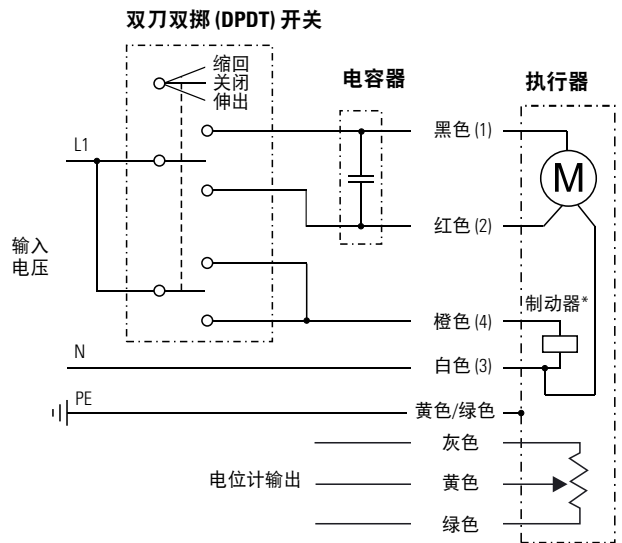 双刀双掷 (DPDT) 开关
缩回
关闭
伸出
电容器
执行器
L1
黑色 (1)
M
红色 (2)
输入
电压
制动器*
橙色 (4)
N
白色 (3)
PE
黄色/绿色
灰色
电位计输出
黄色
绿色